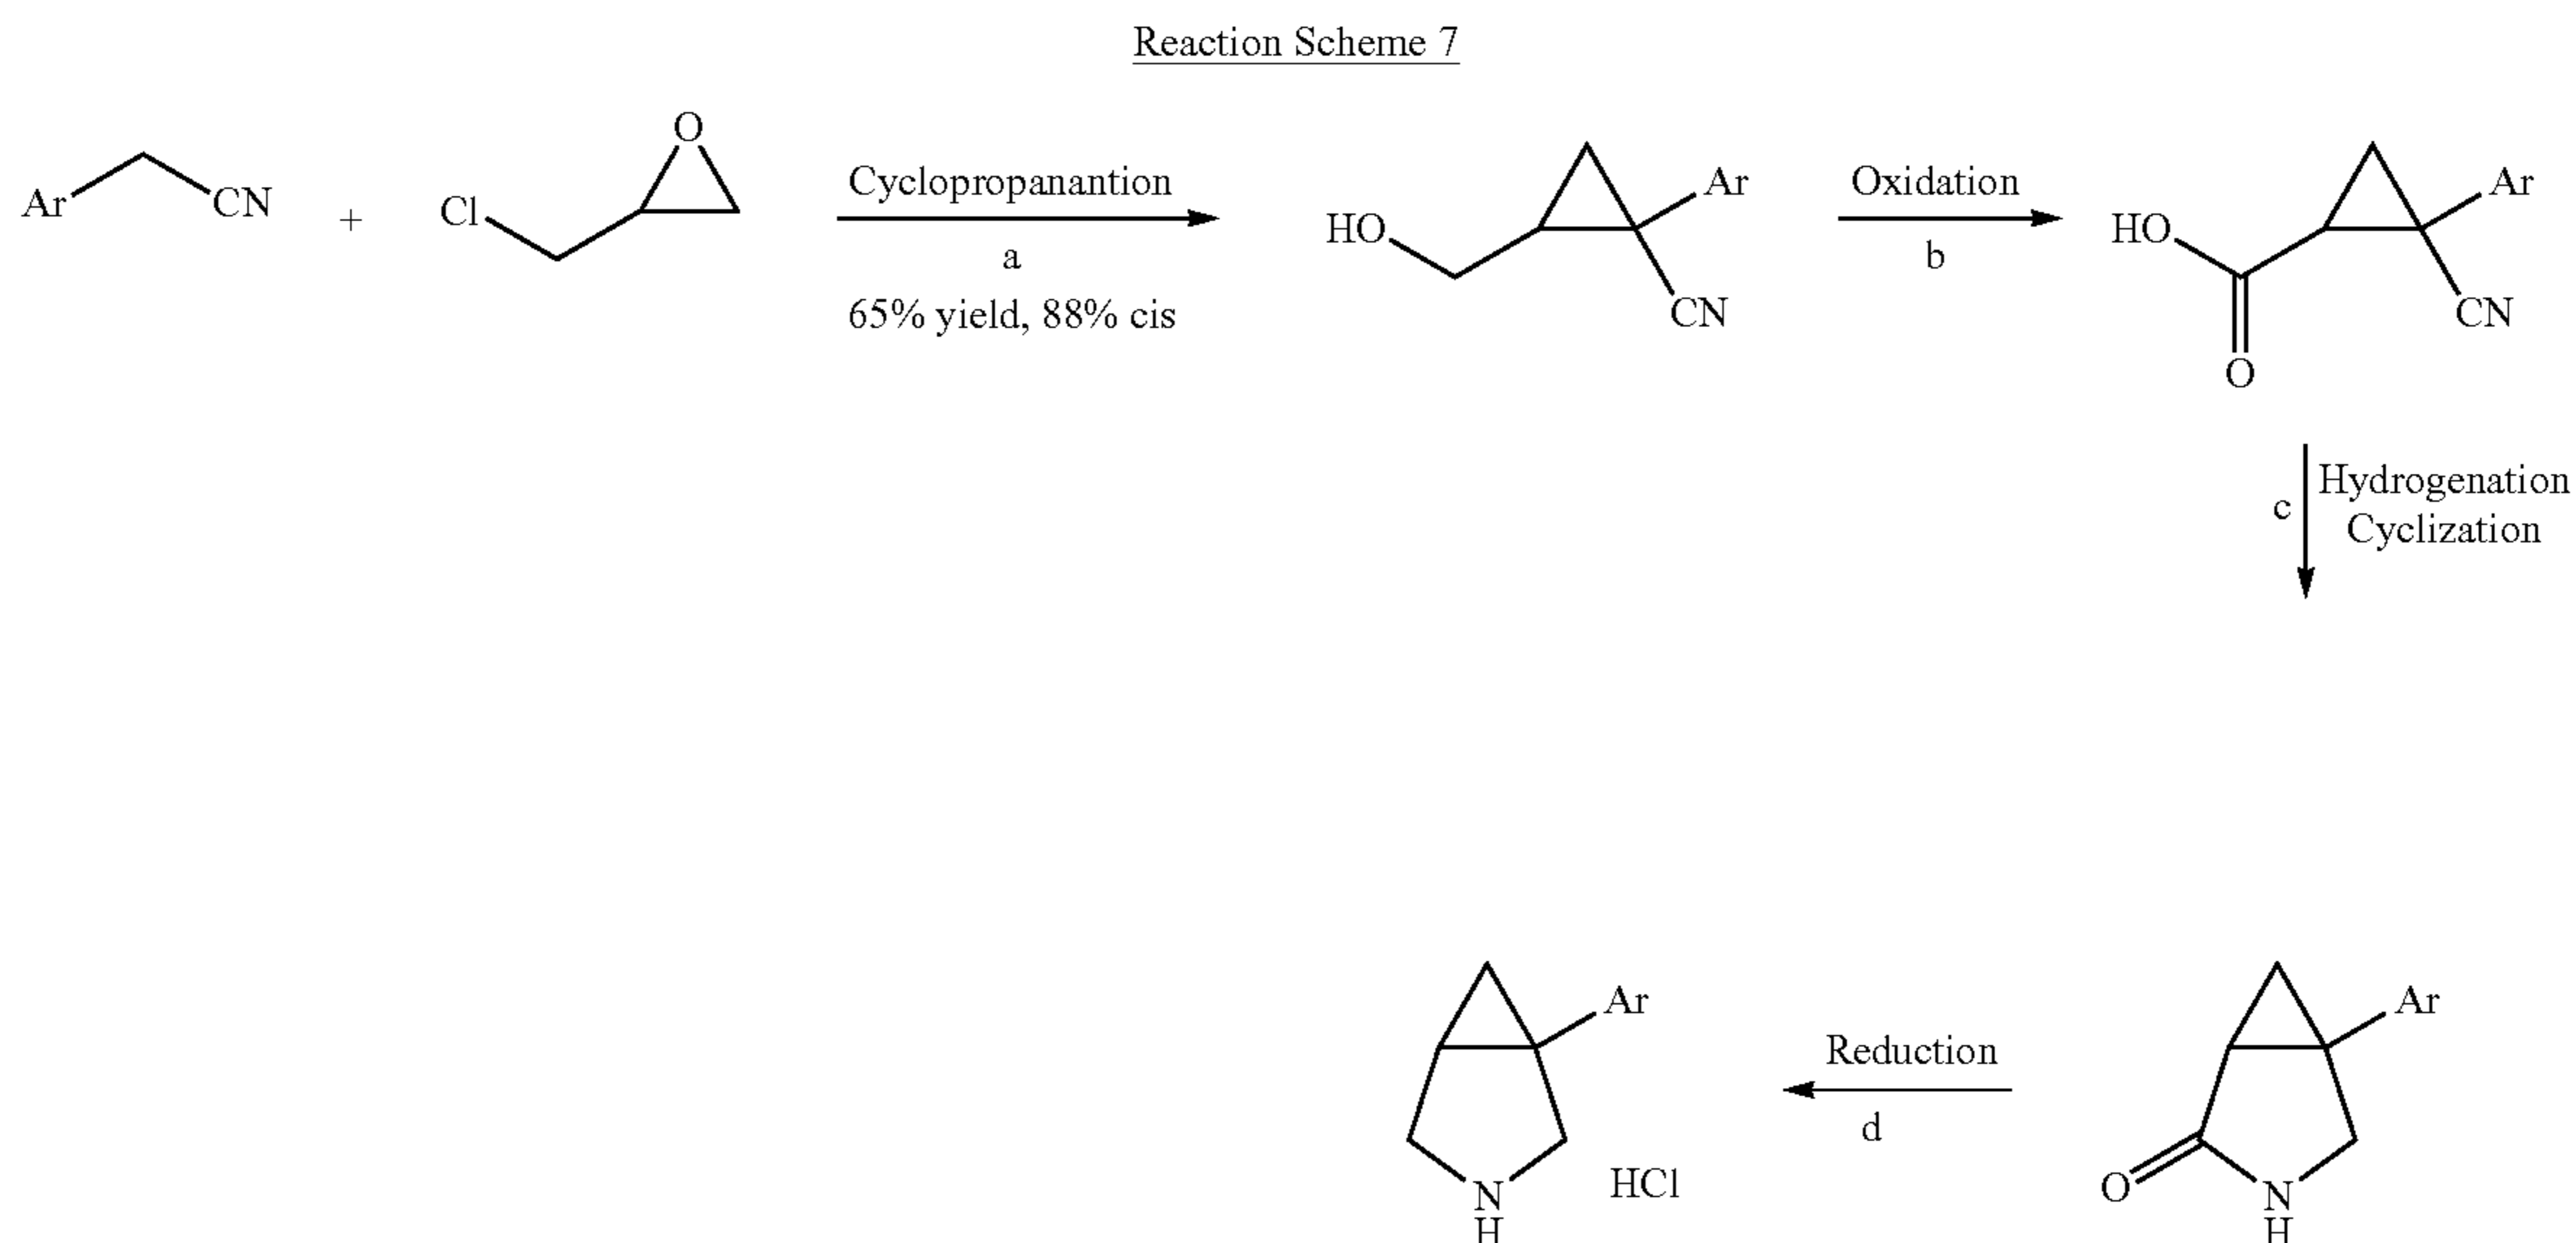 Reaction Scheme 7
Ar
CN
+
Cl
O
Cyclopropanantion
a
65% yield, 88% cis
HO
Ar
CN
Oxidation
b
HO
O
Ar
CN
c
Hydrogenation
Cyclization
Ar
O
N
H
Reduction
d
Ar
N
H
HCl